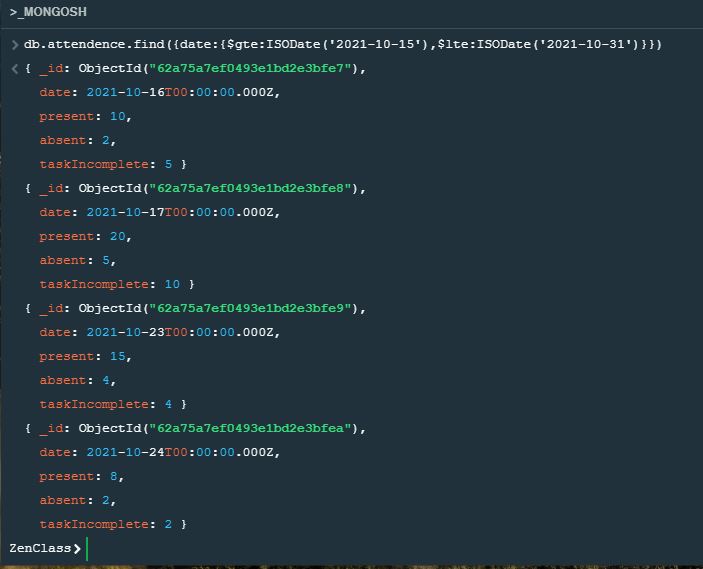 >_MONGOSH
> db.attendence.find({date:{$gte:ISODate('2021-10-15'),$lte:ISODate('2021-10-31')}})
< { _id: ObjectId("62a75a7ef0493e1bd2e3bfe7"),
date: 2021-10-16T00:00:00.000Z,
present: 10,
absent: 2,
taskIncomplete: 5 }
{ _id: ObjectId("62a75a7ef0493e1bd2e3bfe8"),
date: 2021-10-17T00:00:00.000Z,
present: 20,
absent: 5,
taskIncomplete: 10 }
{ _id: ObjectId("62a75a7ef0493e1bd2e3bfe9"),
date: 2021-10-23T00:00:00.000Z,
present: 15,
absent: 4,
taskIncomplete: 4 }
{ _id: ObjectId("62a75a7ef0493e1bd2e3bfea"),
date: 2021-10-24T00:00:00.000Z,
present: 8,
absent: 2,
taskIncomplete: 2 }
ZenClass>